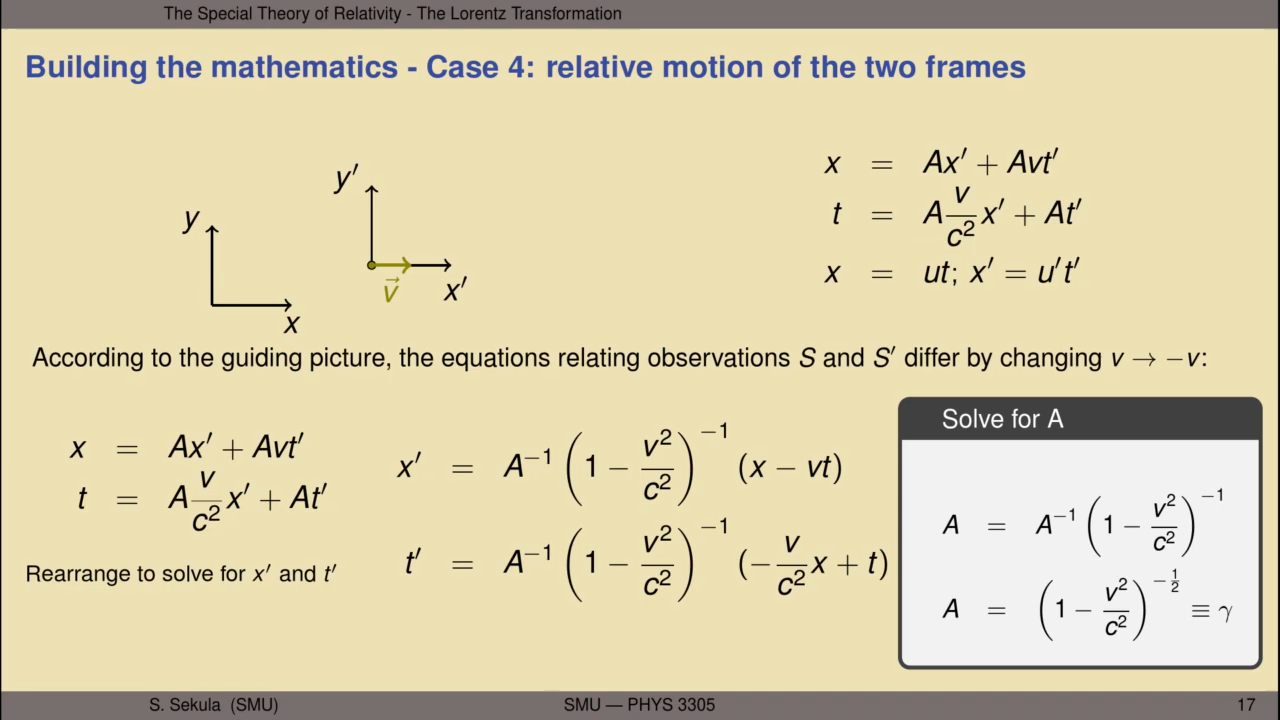 The Special Theory of Relativity - The Lorentz Transformation
Building the mathematics - Case 4: relative motion of the two frames
y
x
y′
x′
v⃗
x = Ax′ + Avt′
t = A v/c² x′ + At′
x = ut; x′ = u′t′
According to the guiding picture, the equations relating observations S and S′ differ by changing v → −v:
x = Ax′ + Avt′
t = A v/c² x′ + At′
Rearrange to solve for x′ and t′
x′ = A⁻¹ (1 − v²/c²)⁻¹ (x − vt)
t′ = A⁻¹ (1 − v²/c²)⁻¹ (− v/c² x + t)
Solve for A
A = A⁻¹ (1 − v²/c²)⁻¹
A = (1 − v²/c²)^(−1/2) ≡ γ
S. Sekula (SMU)
SMU — PHYS 3305
17